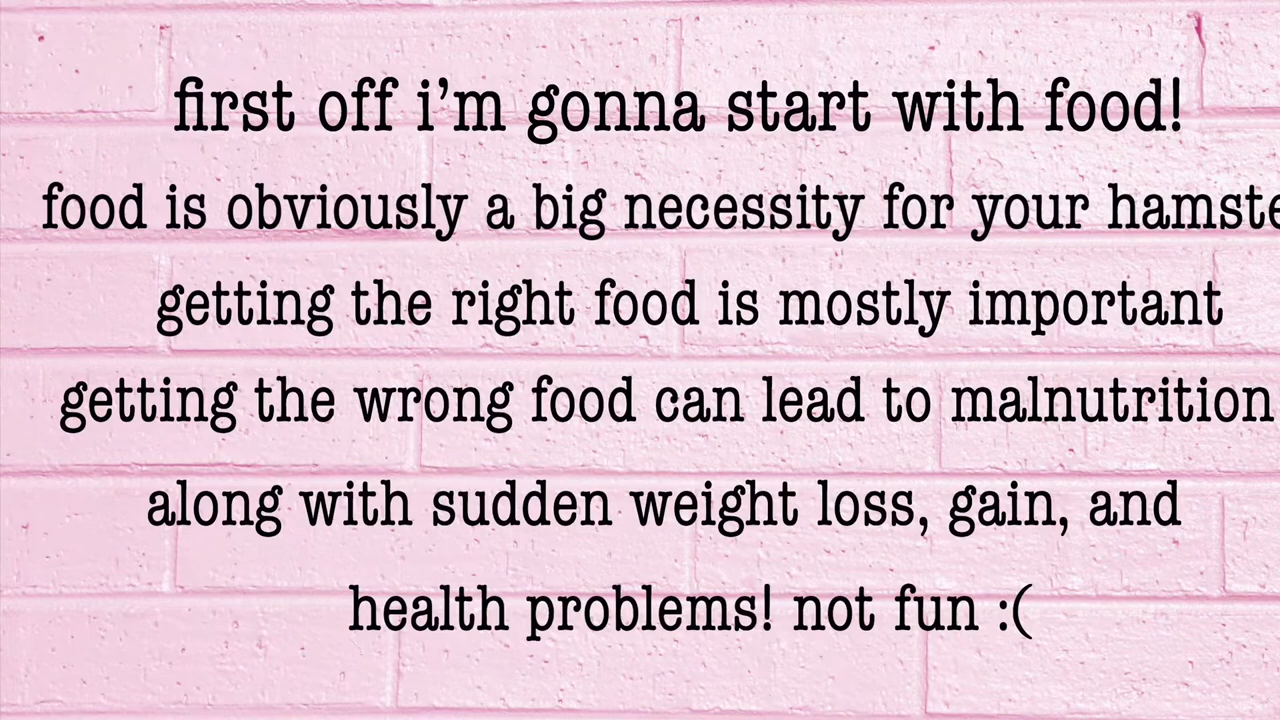 first off i'm gonna start with food!
food is obviously a big necessity for your
getting the right food is mostly important
getting the wrong food can lead to malnutrition
along with sudden weight loss, gain, and
health problems! not fun :(